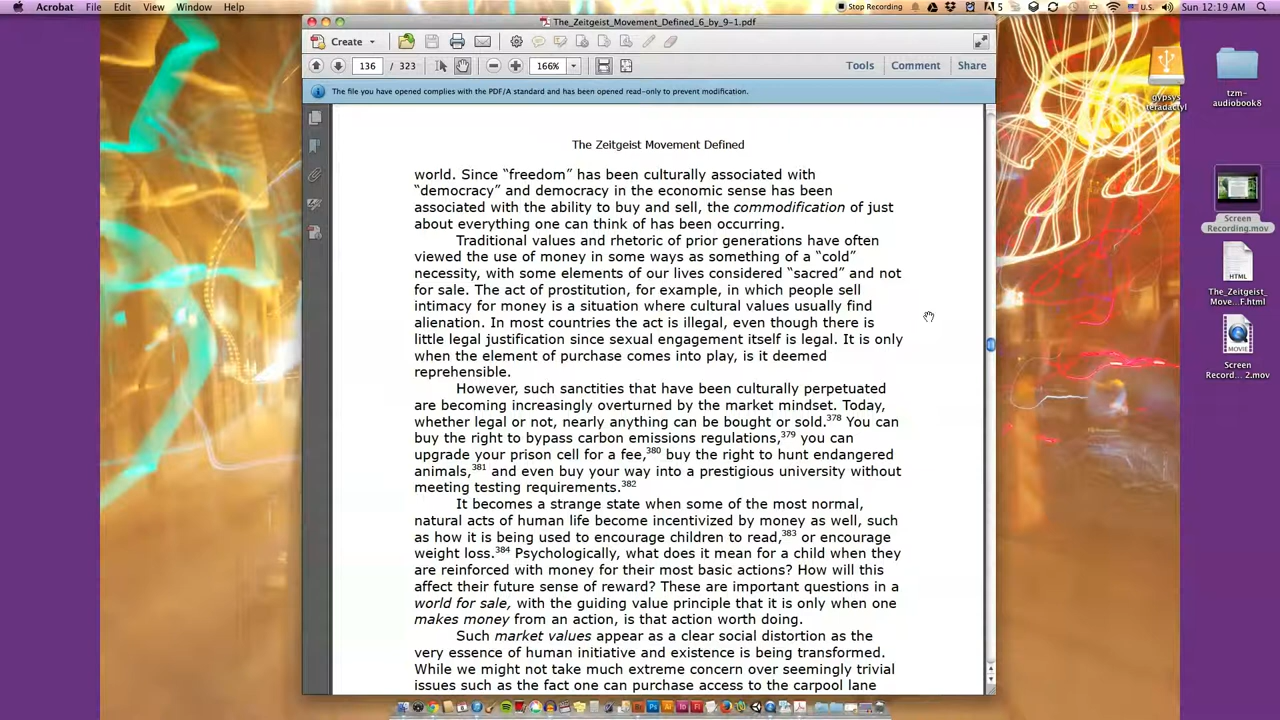 Acrobat File Edit View Window Help
Stop Recording
5
U.S.
Sun 12:19 AM
The_Zeitgeist_Movement_Defined_6_by_9-1.pdf
Create
136 / 323
166%
Tools Comment Share
The file you have opened complies with the PDF/A standard and has been opened read-only to prevent modification.
The Zeitgeist Movement Defined
world. Since “freedom” has been culturally associated with
“democracy” and democracy in the economic sense has been
associated with the ability to buy and sell, the commodification of just
about everything one can think of has been occurring.
Traditional values and rhetoric of prior generations have often
viewed the use of money in some ways as something of a “cold”
necessity, with some elements of our lives considered “sacred” and not
for sale. The act of prostitution, for example, in which people sell
intimacy for money is a situation where cultural values usually find
alienation. In most countries the act is illegal, even though there is
little legal justification since sexual engagement itself is legal. It is only
when the element of purchase comes into play, is it deemed
reprehensible.
However, such sanctities that have been culturally perpetuated
are becoming increasingly overturned by the market mindset. Today,
whether legal or not, nearly anything can be bought or sold.378 You can
buy the right to bypass carbon emissions regulations,379 you can
upgrade your prison cell for a fee,380 buy the right to hunt endangered
animals,381 and even buy your way into a prestigious university without
meeting testing requirements.382
It becomes a strange state when some of the most normal,
natural acts of human life become incentivized by money as well, such
as how it is being used to encourage children to read,383 or encourage
weight loss.384 Psychologically, what does it mean for a child when they
are reinforced with money for their most basic actions? How will this
affect their future sense of reward? These are important questions in a
world for sale, with the guiding value principle that it is only when one
makes money from an action, is that action worth doing.
Such market values appear as a clear social distortion as the
very essence of human initiative and existence is being transformed.
While we might not take much extreme concern over seemingly trivial
issues such as the fact one can purchase access to the carpool lane
gypsys
teradactyl
tzm-
audiobook8
Screen
Recording.mov
HTML
The_Zeitgeist_
Move...F.html
MOVIE
Screen
Record... 2.mov